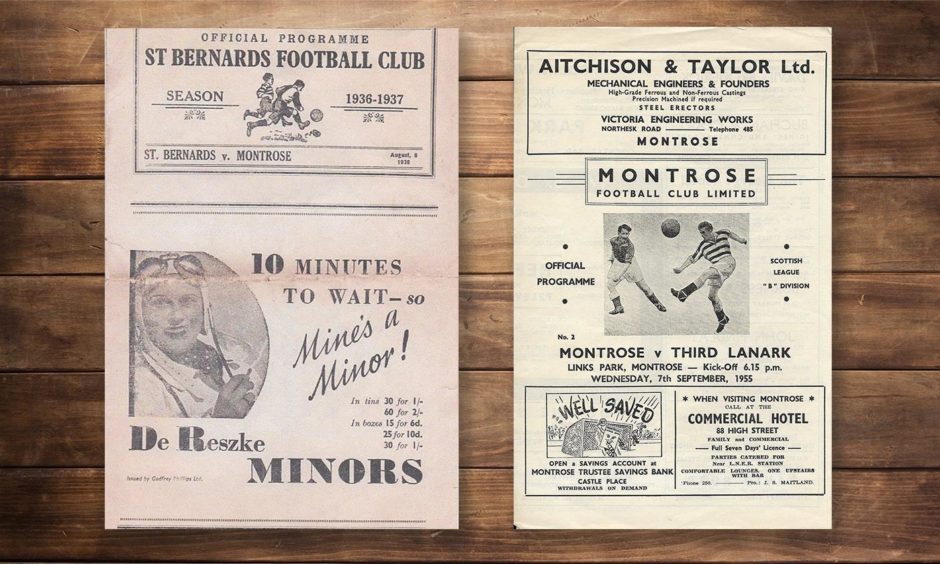 OFFICIAL PROGRAMME
ST BERNARDS FOOTBALL CLUB
SEASON 1936-1937
ST. BERNARDS v. MONTROSE
August, 8
1936
10 MINUTES
TO WAIT—so
Mine's a
Minor!
In tins 30 for 1/-
60 for 2/-
In boxes 15 for 6d.
25 for 10d.
30 for 1/-
De Reszke
MINORS
Issued by Godfrey Phillips Ltd.
AITCHISON & TAYLOR Ltd.
MECHANICAL ENGINEERS & FOUNDERS
High-Grade Ferrous and Non-Ferrous Castings
Precision Machined if required
STEEL ERECTORS
VICTORIA ENGINEERING WORKS
NORTHESK ROAD — Telephone 485
MONTROSE
MONTROSE
FOOTBALL CLUB LIMITED
OFFICIAL
PROGRAMME
SCOTTISH
LEAGUE
"B" DIVISION
No. 2
MONTROSE v THIRD LANARK
LINKS PARK, MONTROSE — Kick-Off 6.15 p.m.
WEDNESDAY, 7th SEPTEMBER, 1955
WELL SAVED
OPEN a SAVINGS ACCOUNT at
MONTROSE TRUSTEE SAVINGS BANK
CASTLE PLACE
WITHDRAWALS ON DEMAND
* WHEN VISITING MONTROSE *
CALL AT THE
COMMERCIAL HOTEL
88 HIGH STREET
FAMILY and COMMERCIAL
— Full Seven Days' Licence —
PARTIES CATERED FOR
Near L.N.E.R. STATION
COMFORTABLE LOUNGE, ONE UPSTAIRS
WITH BAR
'Phone 250. — Pro.: J. S. MAITLAND.